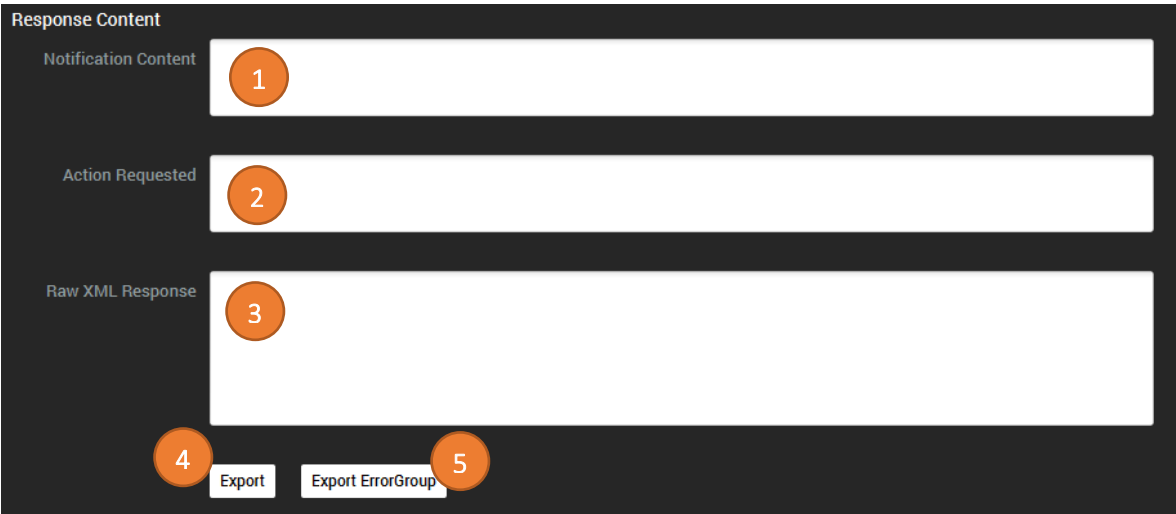 Response Content
Notification Content
1
Action Requested
2
Raw XML Response
3
4
5
Export
Export ErrorGroup